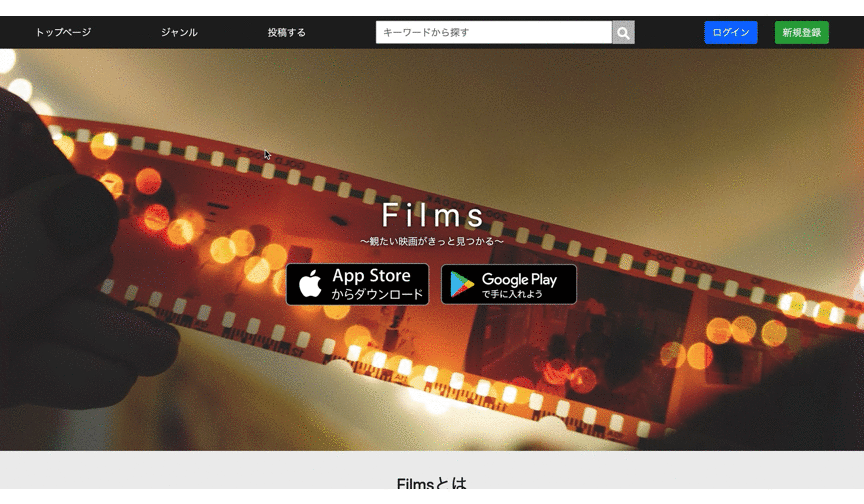 トップページ
ジャンル
投稿する
キーワードから探す
ログイン
新規登録
Films
〜観たい映画がきっと見つかる〜
App Store
からダウンロード
Google Play
で手に入れよう
Filmsとは